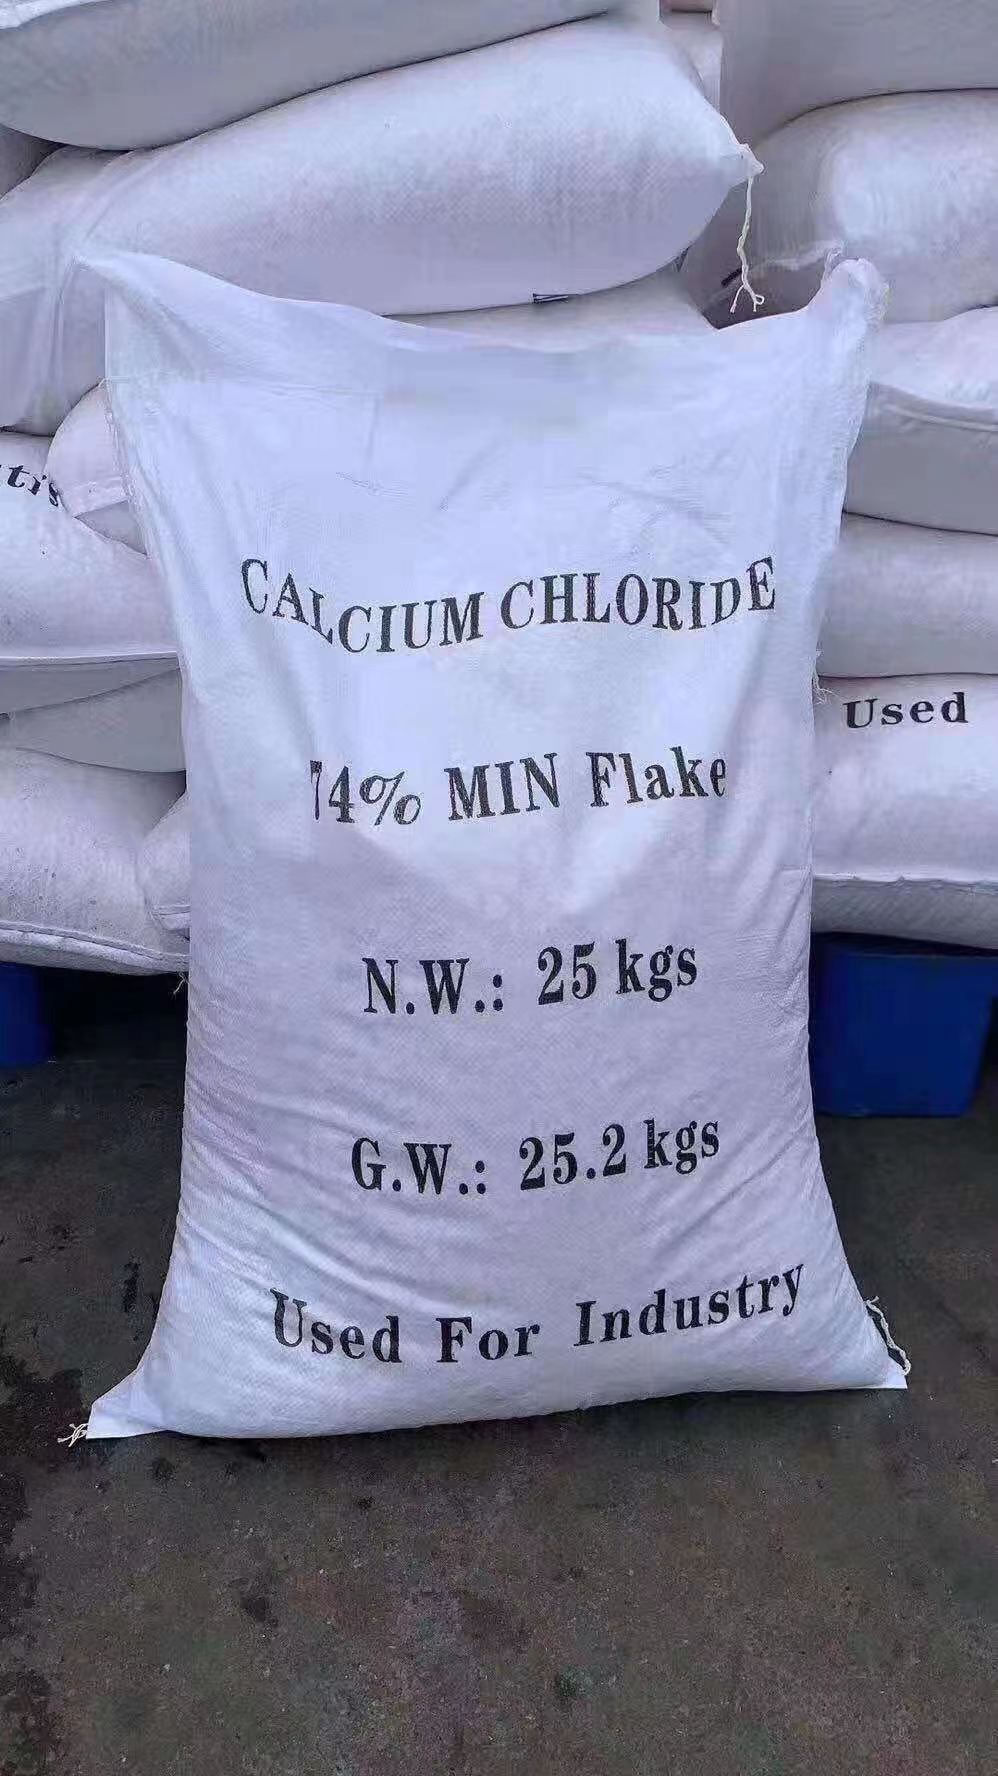 CALCIUM CHLORIDE
74% MIN Flake
N.W.: 25 kgs
G.W.: 25.2 kgs
Used For Industry
Used